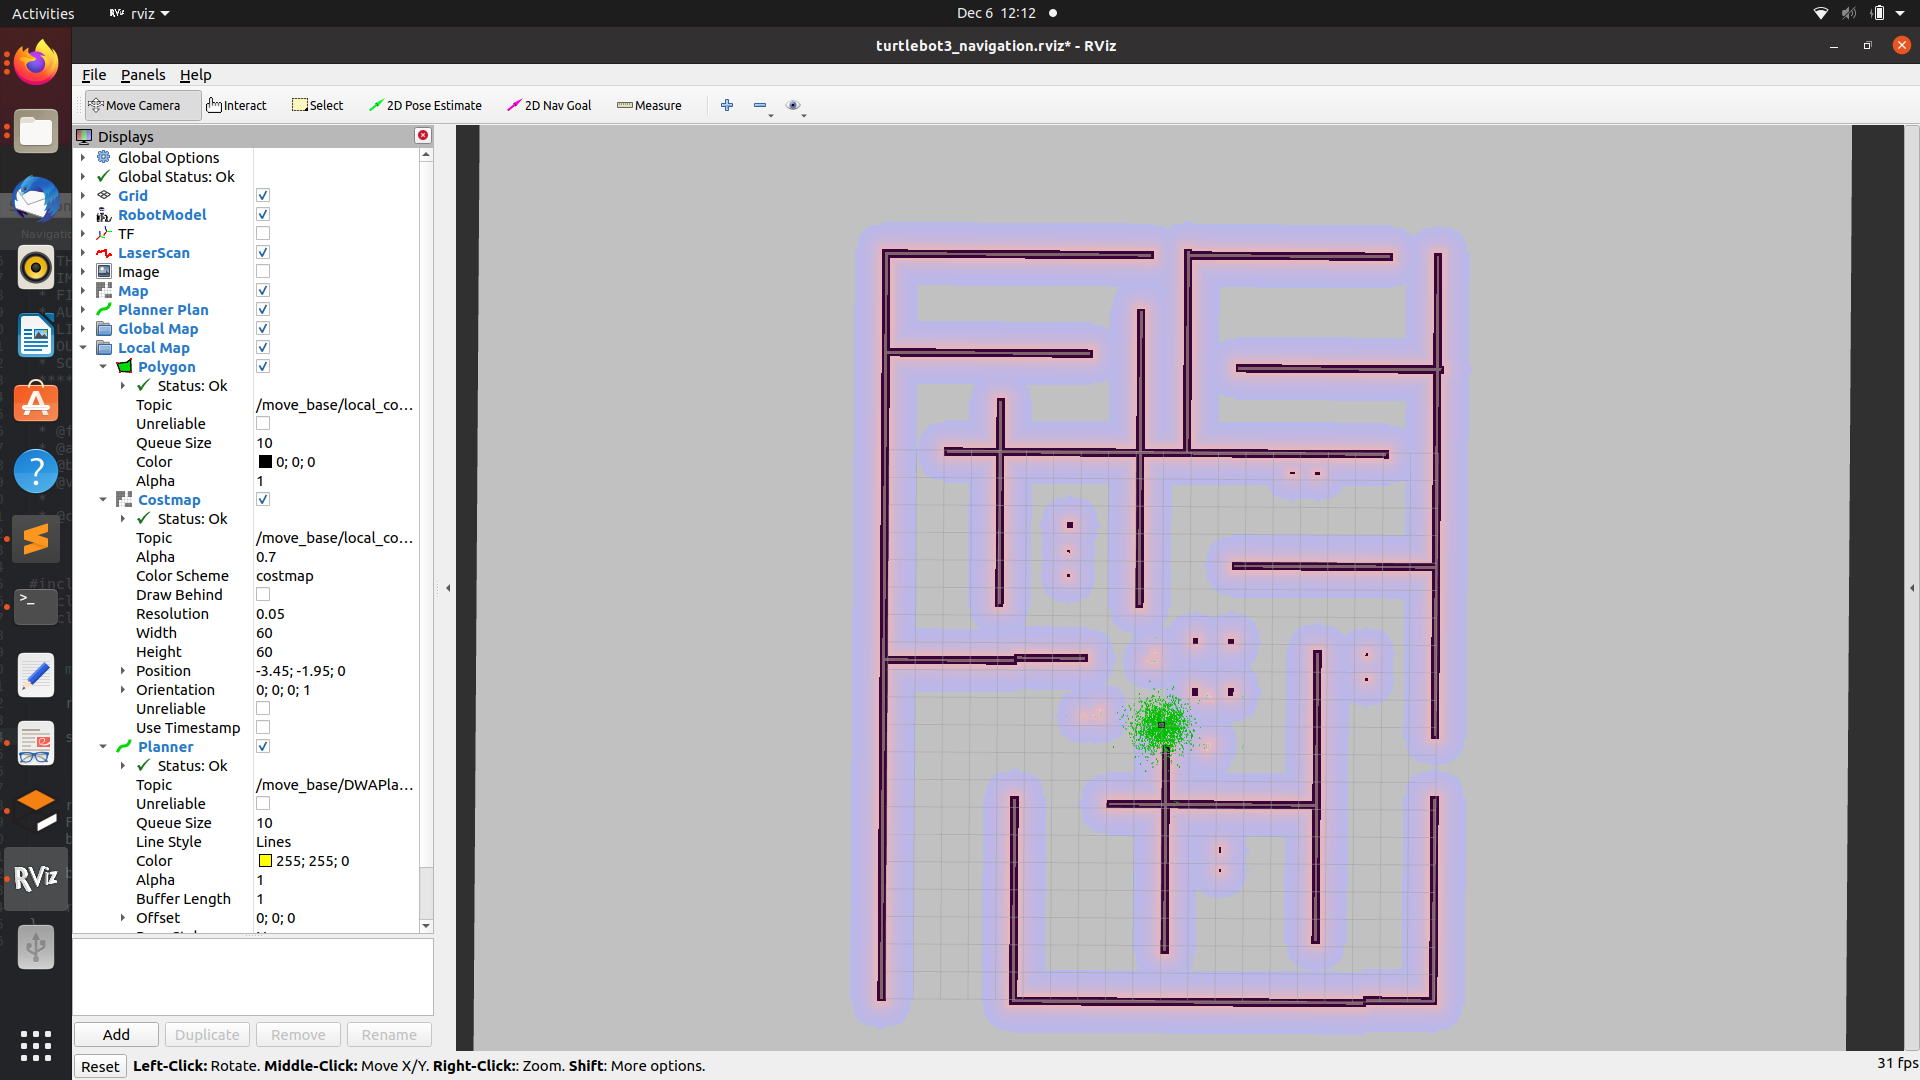 Activities
RViz rviz
Dec 6 12:12
turtlebot3_navigation.rviz* - RViz
File Panels Help
Move Camera Interact Select 2D Pose Estimate 2D Nav Goal Measure
Displays
Global Options
Global Status: Ok
Grid
RobotModel
TF
LaserScan
Image
Map
Planner Plan
Global Map
Local Map
Polygon
Status: Ok
Topic /move_base/local_co...
Unreliable
Queue Size 10
Color 0; 0; 0
Alpha 1
Costmap
Status: Ok
Topic /move_base/local_co...
Alpha 0.7
Color Scheme costmap
Draw Behind
Resolution 0.05
Width 60
Height 60
Position -3.45; -1.95; 0
Orientation 0; 0; 0; 1
Unreliable
Use Timestamp
Planner
Status: Ok
Topic /move_base/DWAPla...
Unreliable
Queue Size 10
Line Style Lines
Color 255; 255; 0
Alpha 1
Buffer Length 1
Offset 0; 0; 0
Add Duplicate Remove Rename
Reset Left-Click: Rotate. Middle-Click: Move X/Y. Right-Click:: Zoom. Shift: More options.
31 fps
RViz